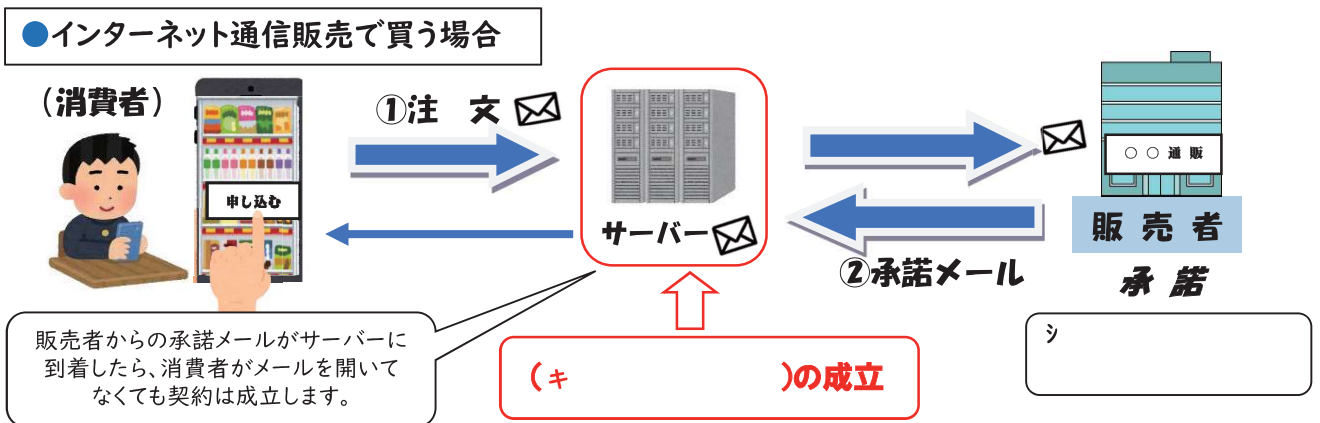 ●インターネット通信販売で買う場合
(消費者)
①注　文
申し込む
サーバー
○○通販
販売者
②承諾メール
承諾
販売者からの承諾メールがサーバーに
到着したら、消費者がメールを開いて
なくても契約は成立します。
(キ　　　　　　　)の成立
シ